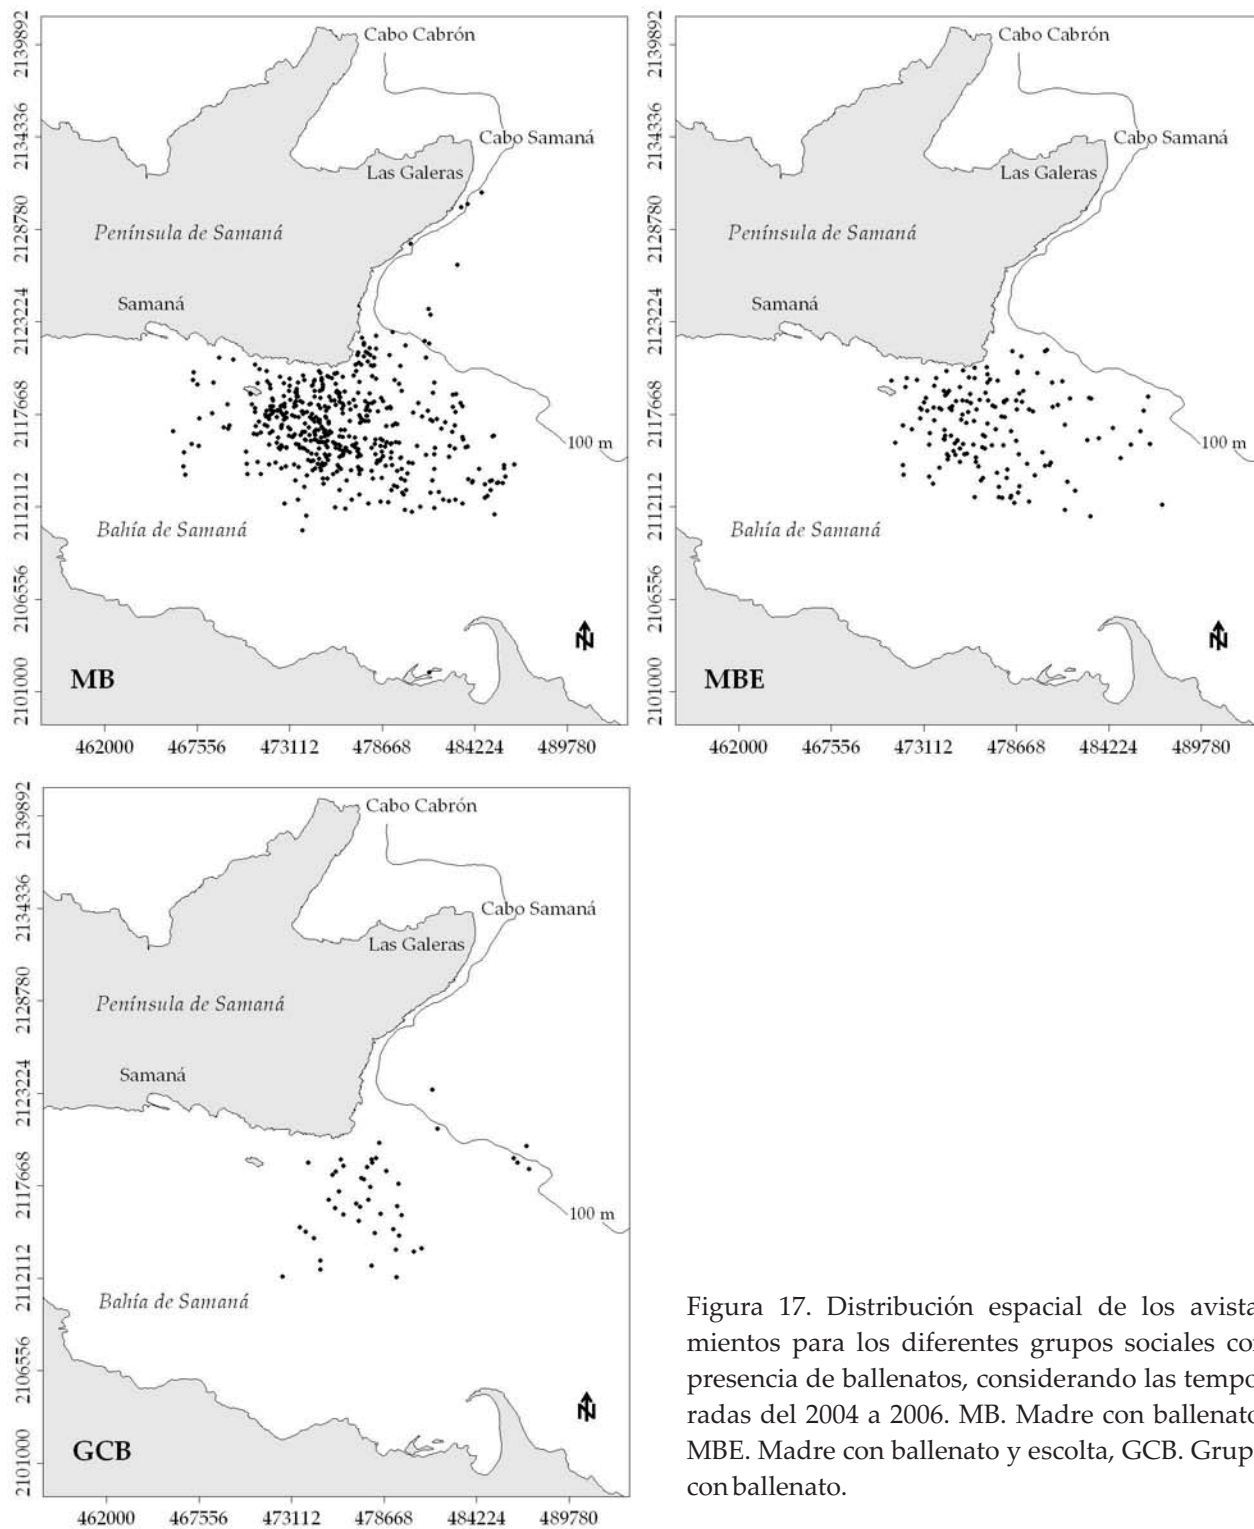 Cabo Cabrón
Cabo Samaná
Las Galeras
Península de Samaná
Samaná
100 m
Bahía de Samaná
N
MB
2139892
2134336
2128780
2123224
2117668
2112112
2106556
2101000
462000 467556 473112 478668 484224 489780
Cabo Cabrón
Cabo Samaná
Las Galeras
Península de Samaná
Samaná
100 m
Bahía de Samaná
N
MBE
2139892
2134336
2128780
2123224
2117668
2112112
2106556
2101000
462000 467556 473112 478668 484224 489780
Cabo Cabrón
Cabo Samaná
Las Galeras
Península de Samaná
Samaná
100 m
Bahía de Samaná
N
GCB
2139892
2134336
2128780
2123224
2117668
2112112
2106556
2101000
462000 467556 473112 478668 484224 489780
Figura 17. Distribución espacial de los avista
mientos para los diferentes grupos sociales co
presencia de ballenatos, considerando las tempo
radas del 2004 a 2006. MB. Madre con ballenato
MBE. Madre con ballenato y escolta, GCB. Grup
con ballenato.